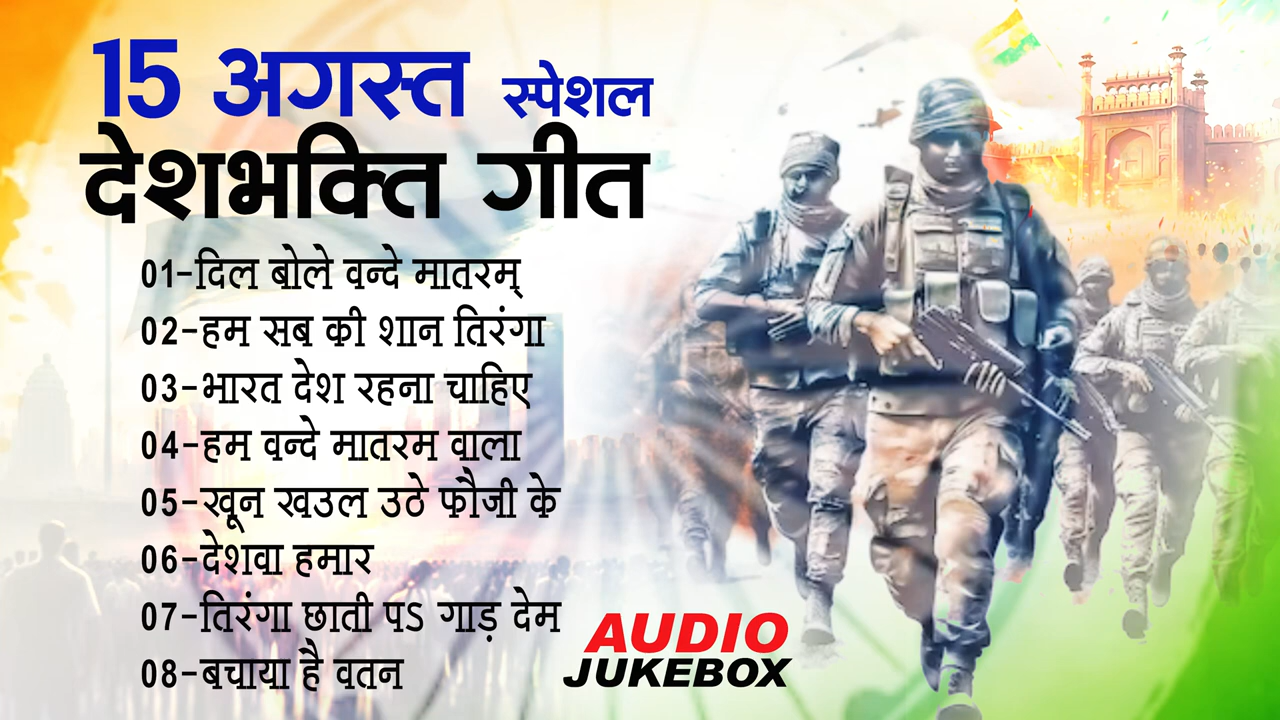 15 अगस्त स्पेशल
देशभक्ति गीत
01-दिल बोले वन्दे मातरम्
02-हम सब की शान तिरंगा
03-भारत देश रहना चाहिए
04-हम वन्दे मातरम वाला
05-खून खउल उठे फौजी के
06-देशवा हमार
07-तिरंगा छाती पS गाड़ देम
08-बचाया है वतन
AUDIO
JUKEBOX